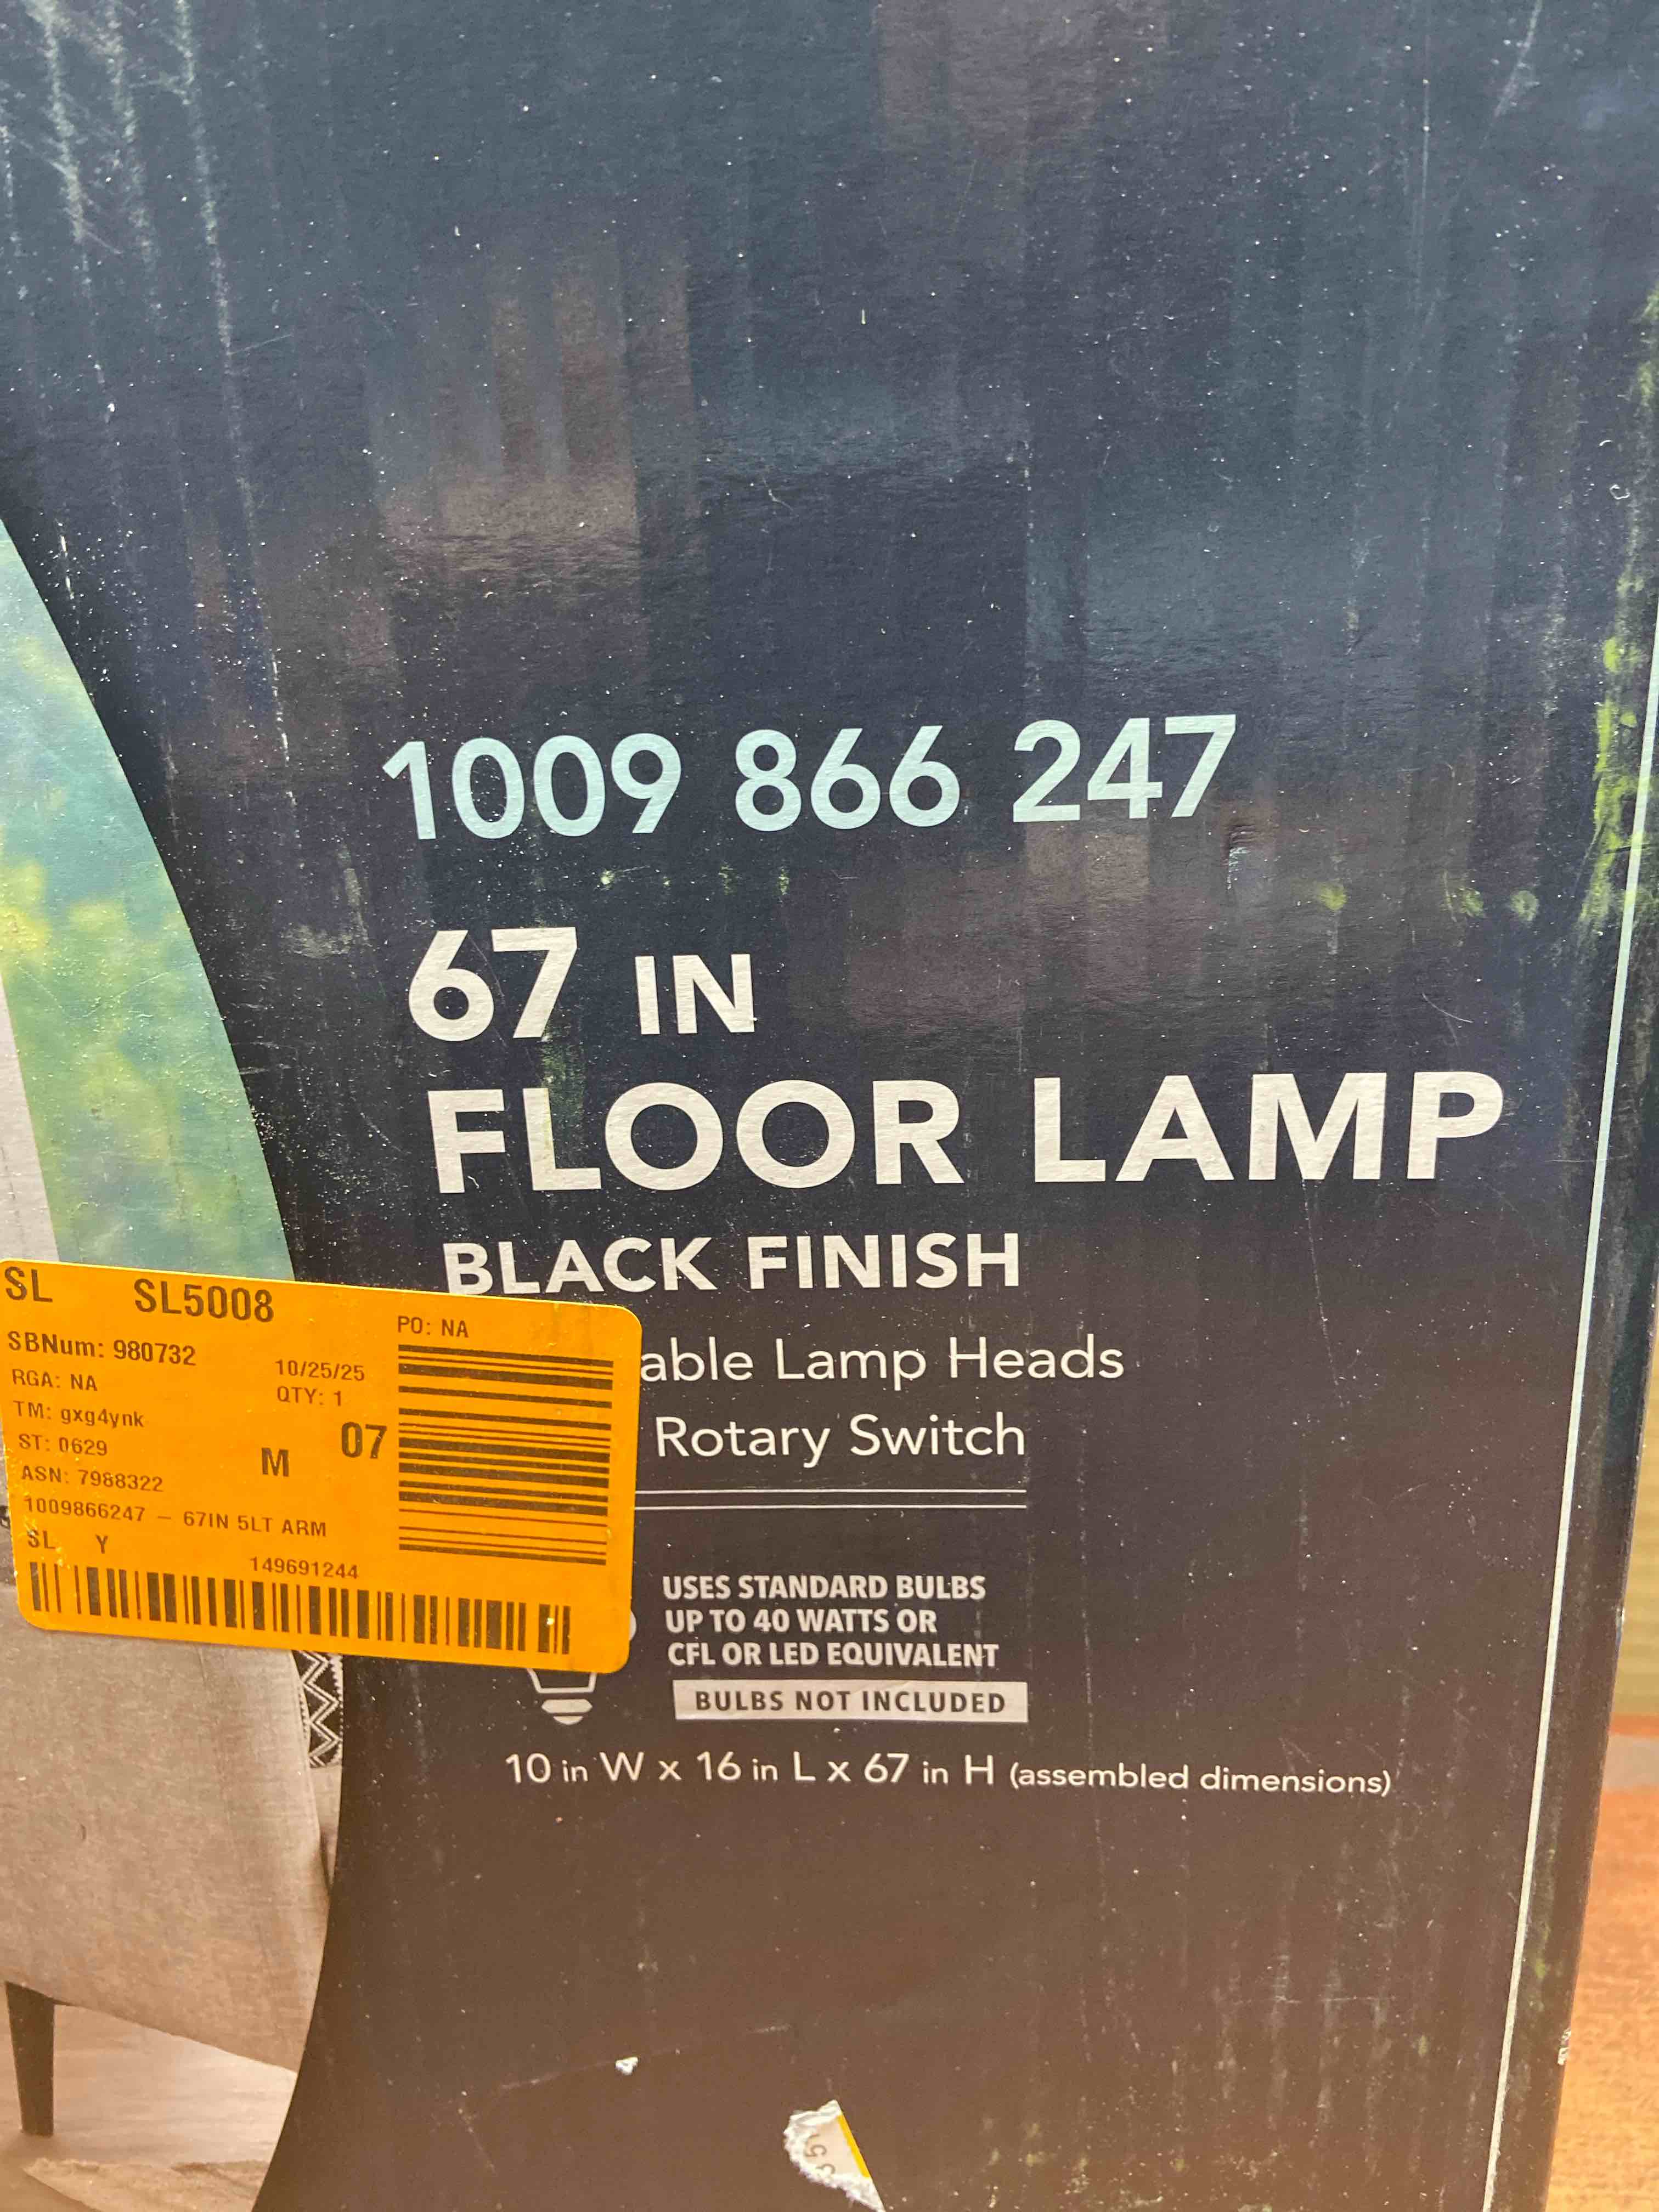 1009 866 247
67 IN
FLOOR LAMP
BLACK FINISH
able Lamp Heads
Rotary Switch
USES STANDARD BULBS
UP TO 40 WATTS OR
CFL OR LED EQUIVALENT
BULBS NOT INCLUDED
10 in W x 16 in L x 67 in H (assembled dimensions)
SL SL5008
PO: NA
SBNum: 980732
10/25/25
RGA: NA
QTY: 1
TM: gxg4ynk
ST: 0629
M 07
ASN: 7988322
1009866247 – 67IN 5LT ARM
SL Y
149691244